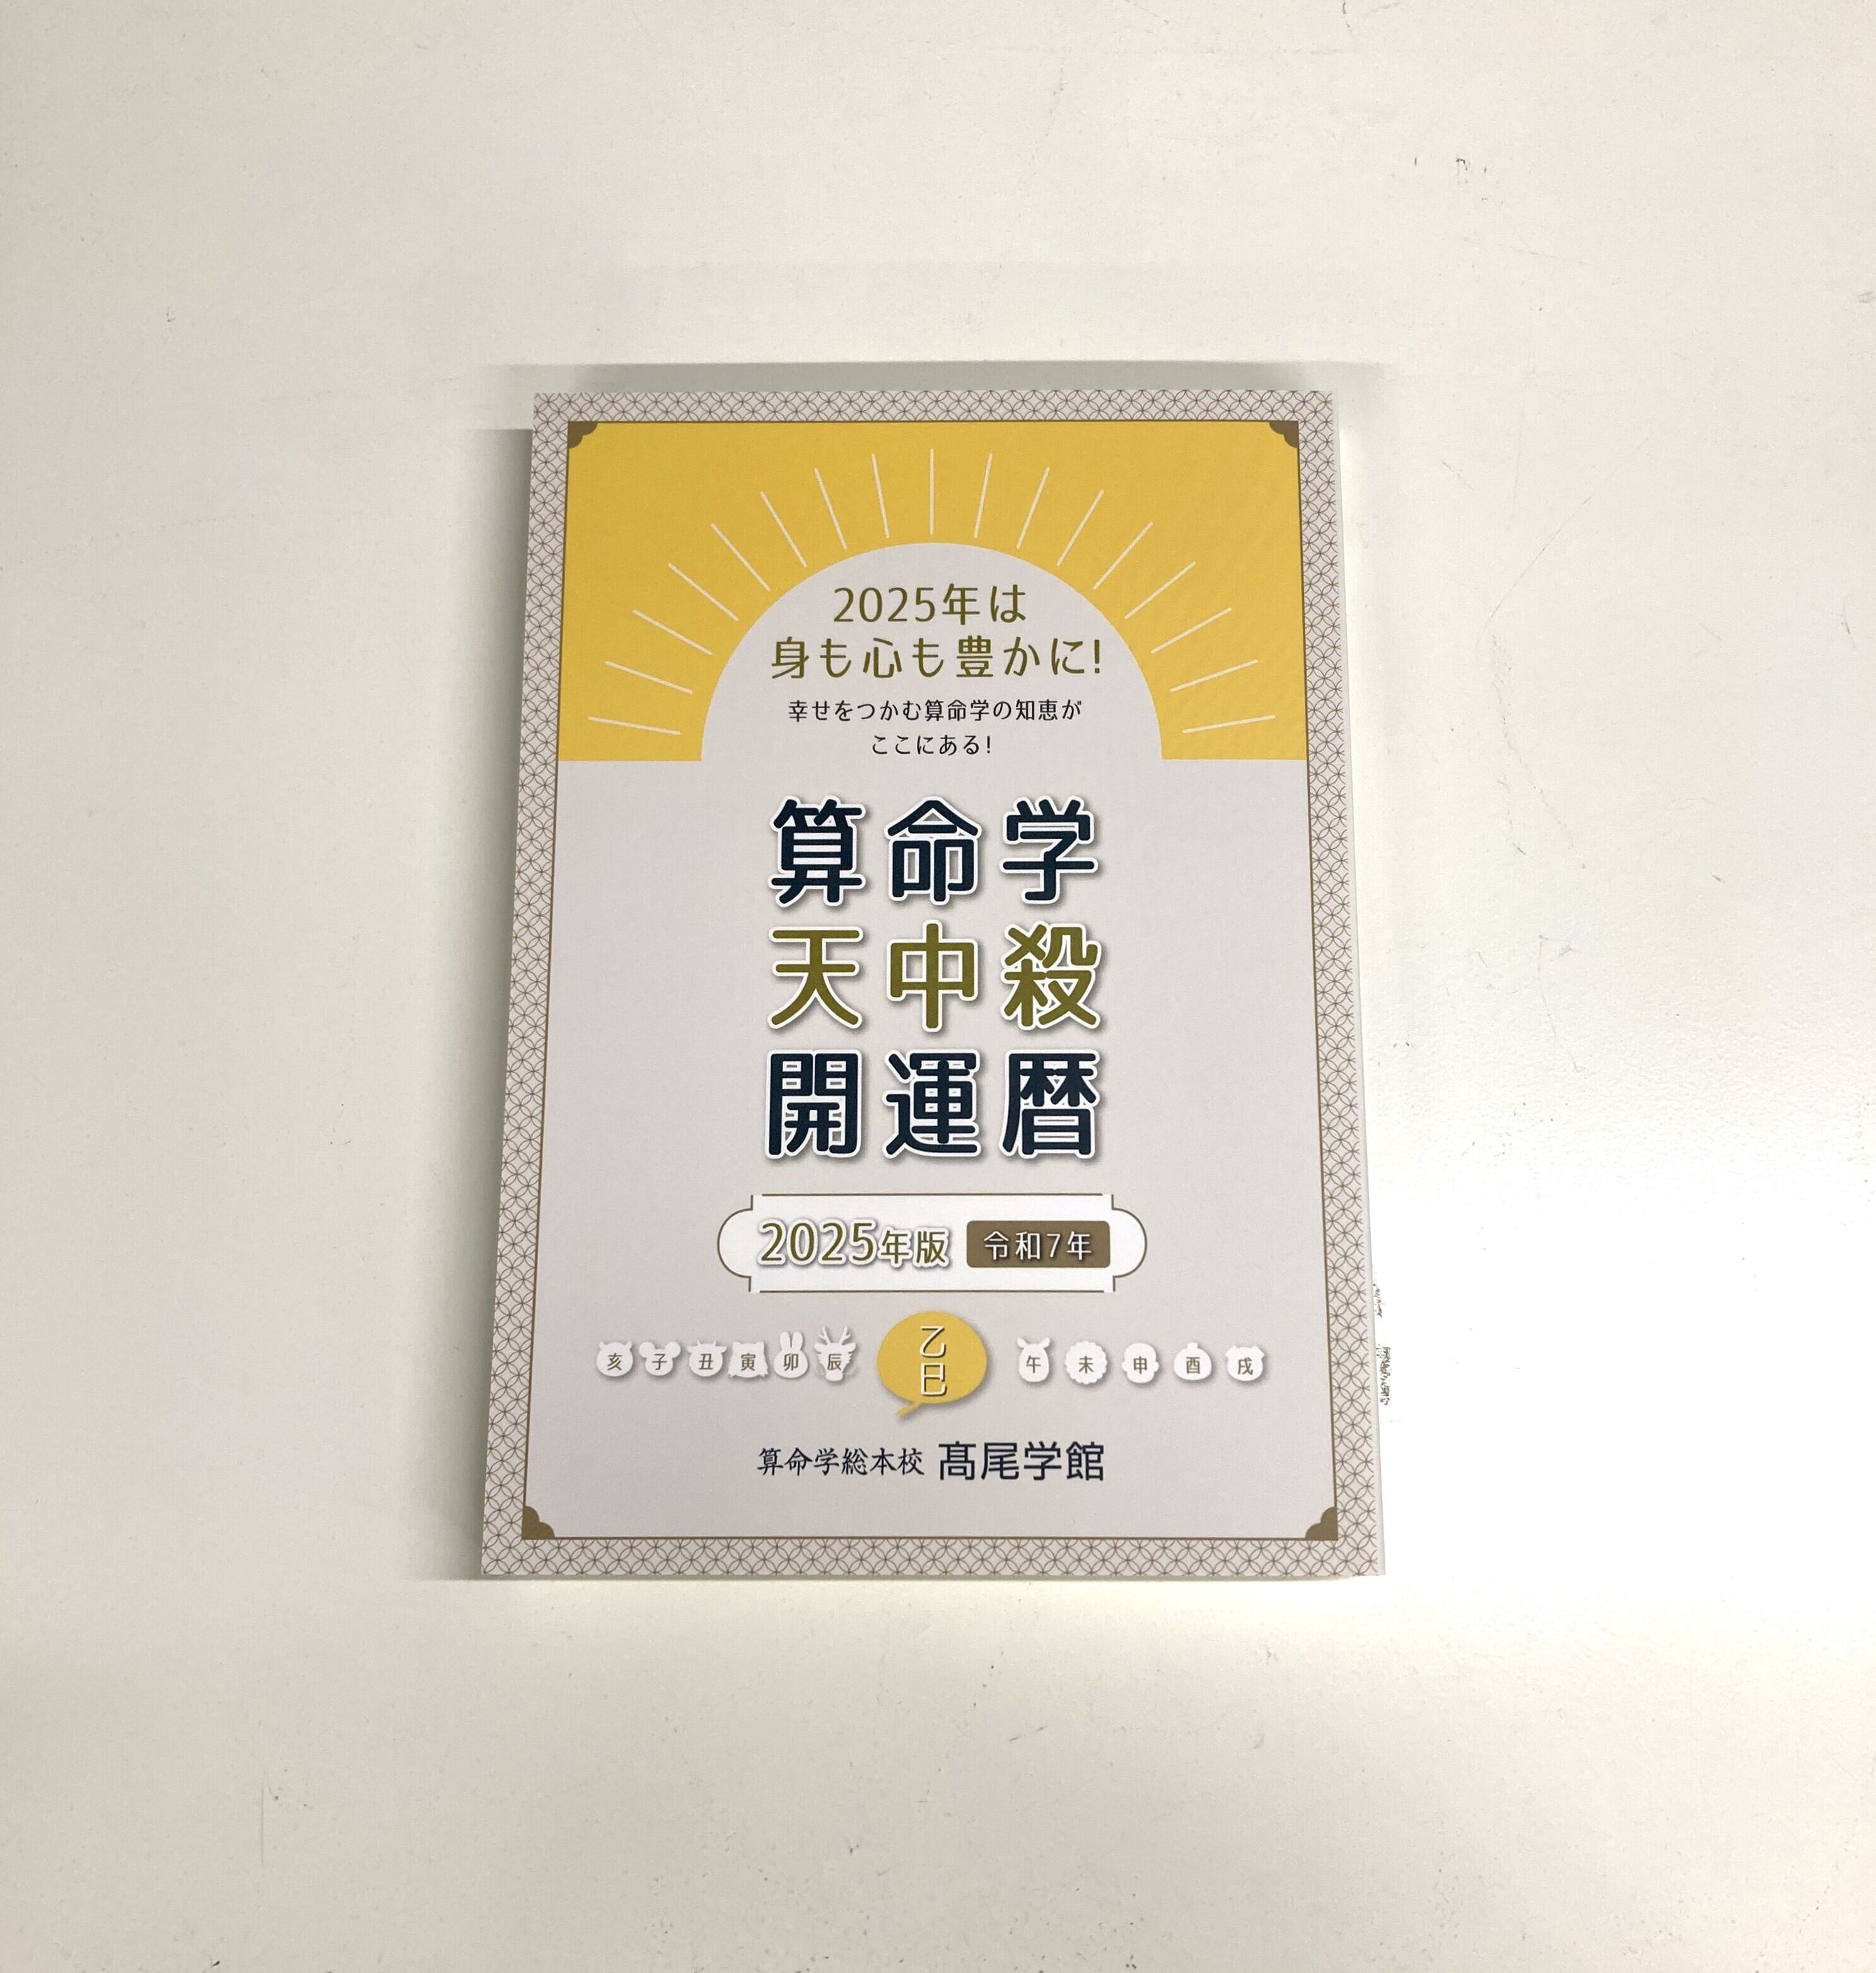 2025年は
身も心も豊かに!
幸せをつかむ算命学の知恵が
ここにある!
算命学
天中殺
開運暦
2025年版 令和7年
亥 子 丑 寅 卯 辰 乙巳 午 未 申 酉 戌
算命学総本校 髙尾学館